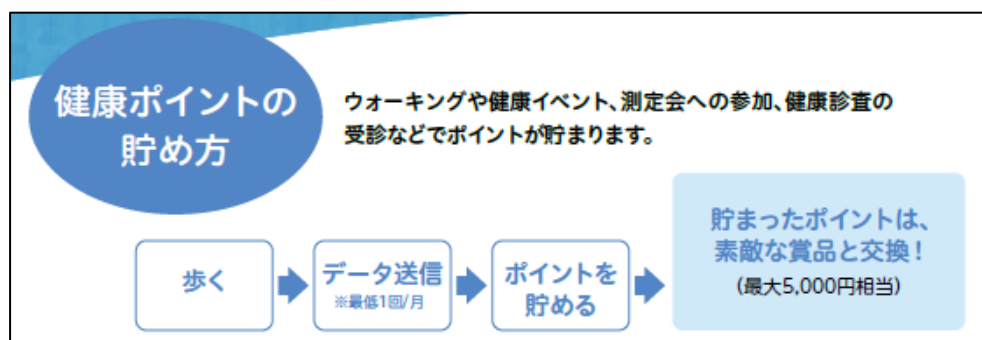 健康ポイントの
貯め方
ウォーキングや健康イベント、測定会への参加、健康診査の
受診などでポイントが貯まります。
歩く
データ送信
※最低1回/月
ポイントを
貯める
貯まったポイントは、
素敵な賞品と交換！
(最大5,000円相当)